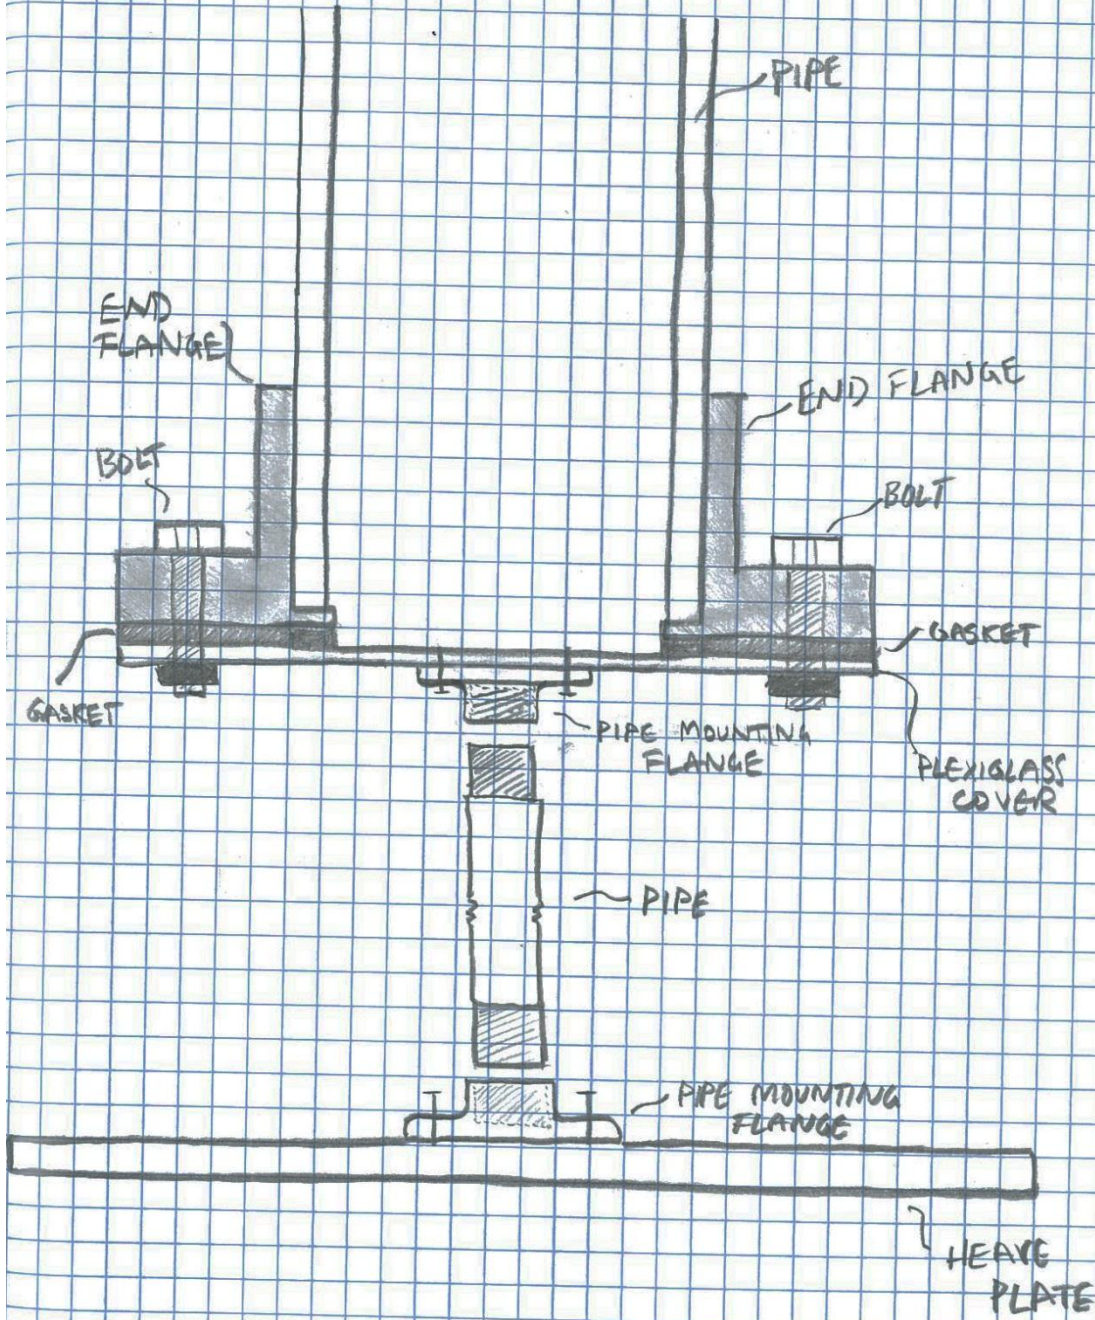 PIPE
END
FLANGE
END FLANGE
BOLT
BOLT
GASKET
GASKET
PIPE MOUNTING
FLANGE
PLEXIGLASS
COVER
PIPE
PIPE MOUNTING
FLANGE
HEAVE
PLATE